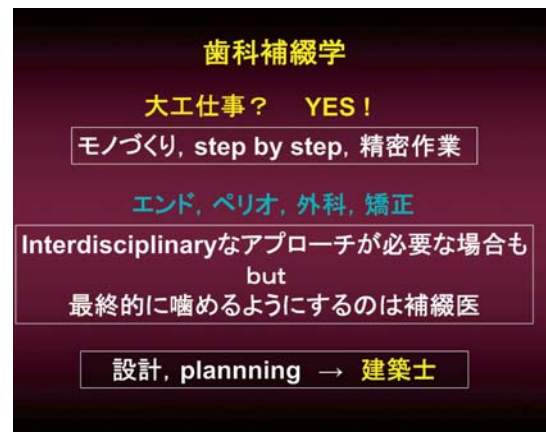 歯科補綴学
大工仕事？ YES！
モノづくり, step by step, 精密作業
エンド, ペリオ, 外科, 矯正
Interdisciplinaryなアプローチが必要な場合も
but
最終的に噛めるようにするのは補綴医
設計, plannning → 建築士